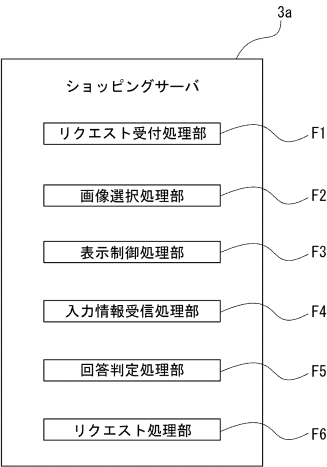 3a
ショッピングサーバ
リクエスト受付処理部 F1
画像選択処理部 F2
表示制御処理部 F3
入力情報受信処理部 F4
回答判定処理部 F5
リクエスト処理部 F6